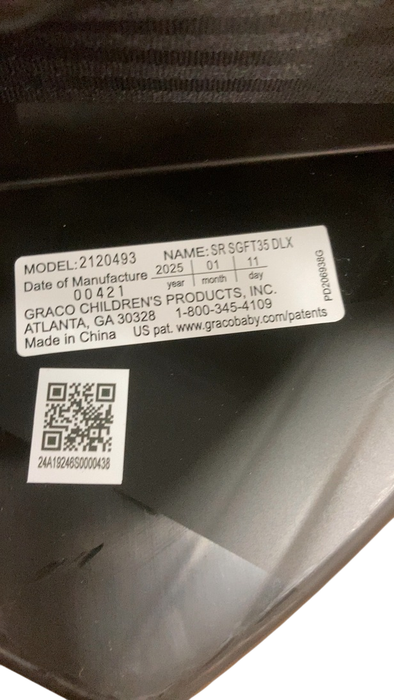 MODEL:2120493 NAME: SR SGFT35 DLX
Date of Manufacture 2025 01 11
year month day
00421
GRACO CHILDREN'S PRODUCTS, INC.
ATLANTA, GA 30328 1-800-345-4109
Made in China US pat. www.gracobaby.com/patents
PD206938G
24A19246S0000438